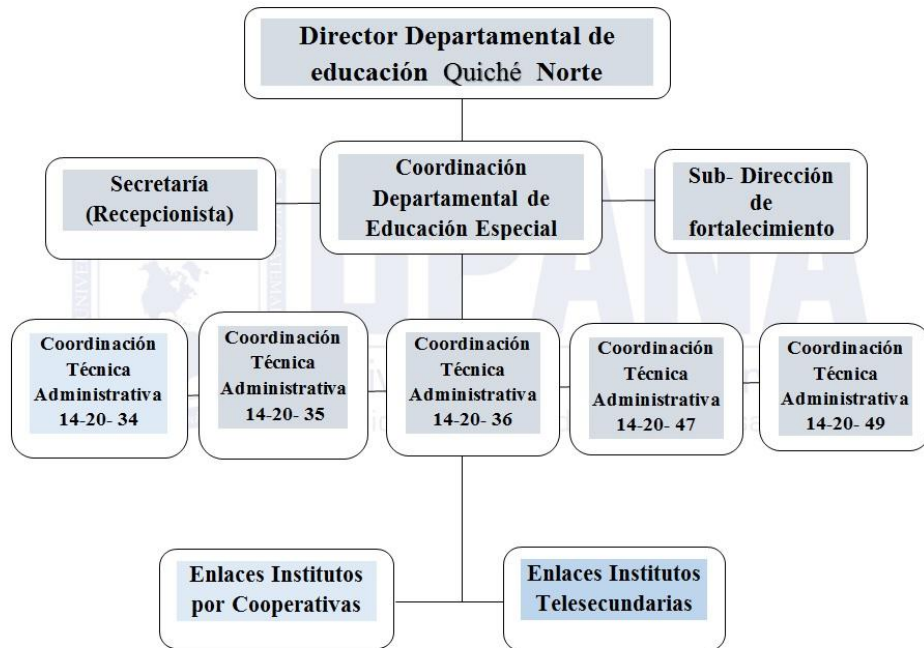 Director Departamental de
educación Quiché Norte
Secretaría
(Recepcionista)
Coordinación
Departamental de
Educación Especial
Sub- Dirección
de
fortalecimiento
Coordinación
Técnica
Administrativa
14-20- 34
Coordinación
Técnica
Administrativa
14-20- 35
Coordinación
Técnica
Administrativa
14-20- 36
Coordinación
Técnica
Administrativa
14-20- 47
Coordinación
Técnica
Administrativa
14-20- 49
Enlaces Institutos
por Cooperativas
Enlaces Institutos
Telesecundarias
UPANA